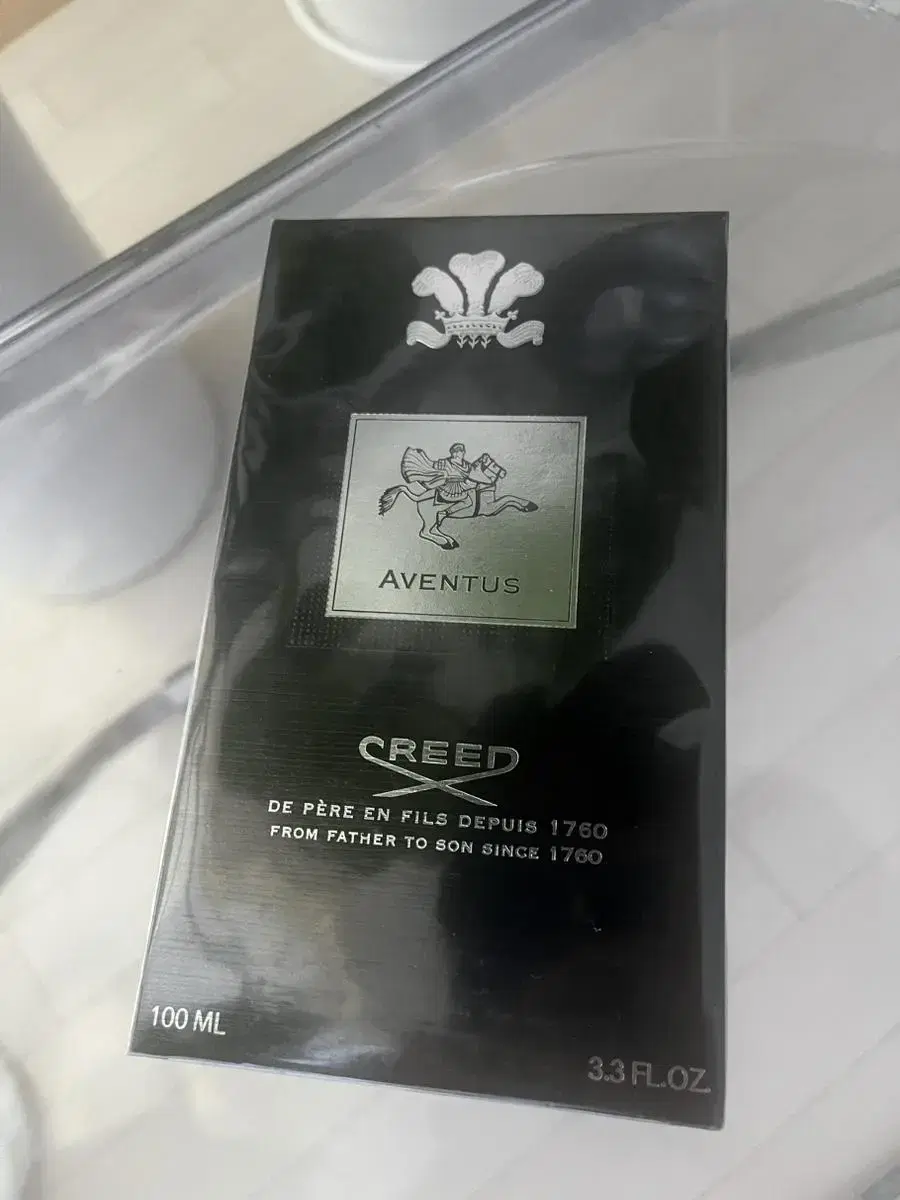 AVENTUS
CREED
DE PÈRE EN FILS DEPUIS 1760
FROM FATHER TO SON SINCE 1760
100 ML
3.3 FL.OZ.